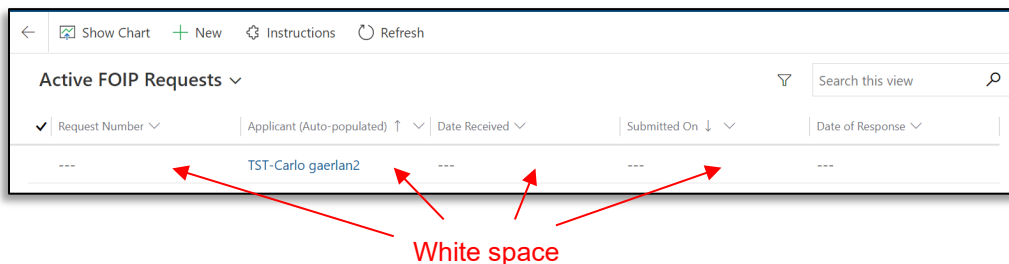 Show Chart New Instructions Refresh
Active FOIP Requests Search this view
Request Number Applicant (Auto-populated) ↑ Date Received Submitted On ↓ Date of Response
--- TST-Carlo gaerlan2 --- --- ---
White space